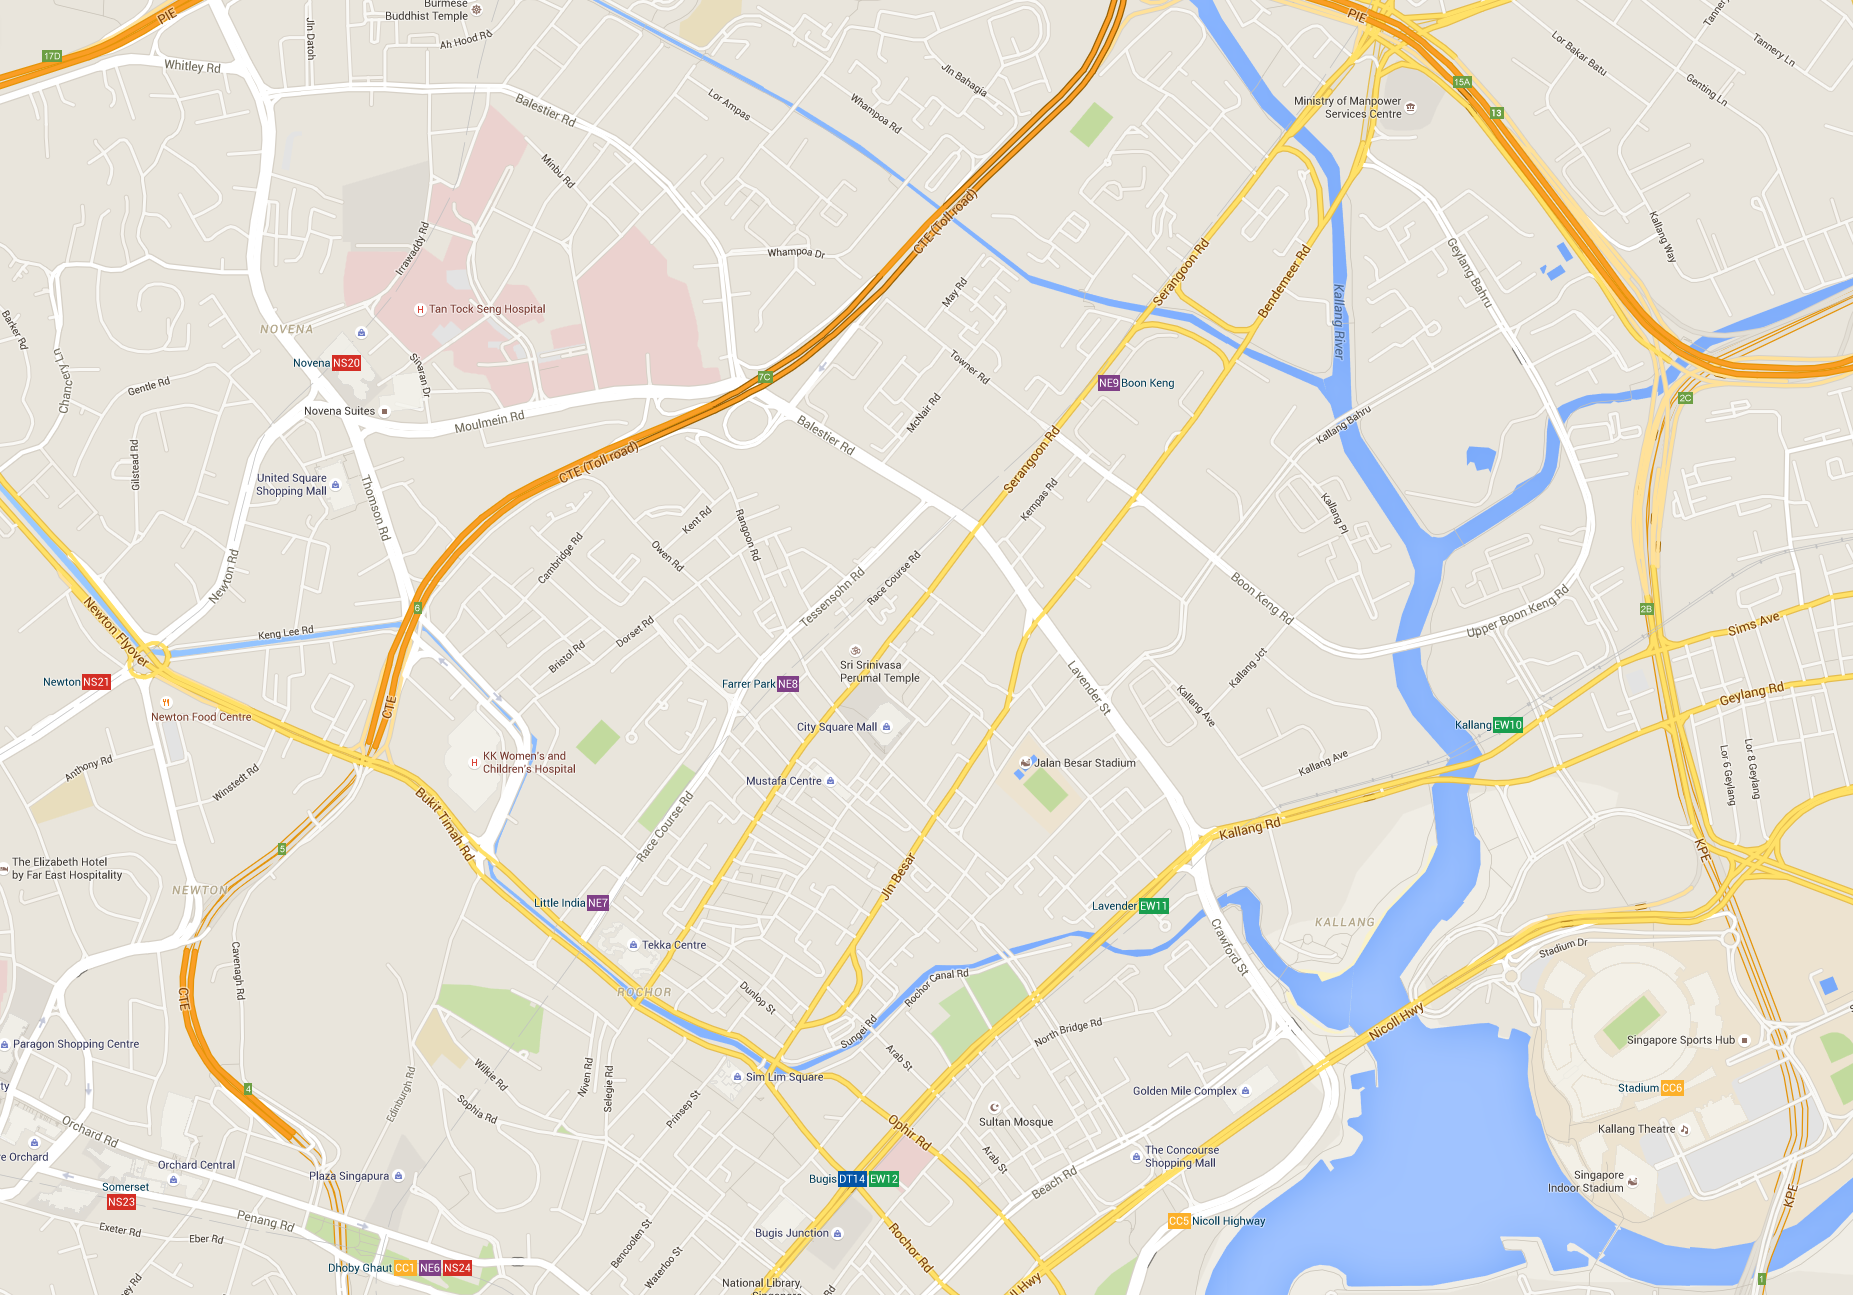 PIE
Burmese
Buddhist Temple
Jln Datoh
Ah Hood Rd
17D
Whitley Rd
Balestier Rd
Lor Ampas
Whampoa Rd
Jln Bahagia
PIE
Ministry of Manpower
Services Centre
15A
13
Lor Bakar Batu
Tannery Ln
Genting Ln
Minbu Rd
Irrawaddy Rd
Whampoa Dr
CTE (Toll road)
Serangoon Rd
Bendemeer Rd
Geylang Bahru
Kallang Way
Kallang River
May Rd
H Tan Tock Seng Hospital
NOVENA
Barker Rd
Chancery Ln
Novena NS20
Sinaran Dr
Gentle Rd
Novena Suites
Moulmein Rd
7C
Towner Rd
McNair Rd
NE9 Boon Keng
2C
Balestier Rd
Kallang Bahru
Gilstead Rd
United Square
Shopping Mall
Thomson Rd
CTE (Toll road)
Serangoon Rd
Kempas Rd
Kallang Pl
Kent Rd
Rangoon Rd
Owen Rd
Cambridge Rd
Newton Rd
Tessensohn Rd
Race Course Rd
Boon Keng Rd
Upper Boon Keng Rd
6
2B
Sims Ave
Newton Flyover
Keng Lee Rd
Dorset Rd
Bristol Rd
Sri Srinivasa
Perumal Temple
Lavender St
Kallang Jct
Kallang Ave
Newton NS21
Farrer Park NE8
Geylang Rd
CTE
Newton Food Centre
City Square Mall
Kallang EW10
Lor 6 Geylang
Lor 8 Geylang
Anthony Rd
Winstedt Rd
H KK Women's and
Children's Hospital
Mustafa Centre
Jalan Besar Stadium
Kallang Ave
Bukit Timah Rd
Race Course Rd
Kallang Rd
5
KPE
The Elizabeth Hotel
by Far East Hospitality
NEWTON
Jln Besar
Little India NE7
Lavender EW11
KALLANG
Crawford St
Tekka Centre
Stadium Dr
Cavenagh Rd
CTE
ROCHOR
Dunlop St
Rochor Canal Rd
Sungei Rd
North Bridge Rd
Nicoll Hwy
Paragon Shopping Centre
Arab St
Singapore Sports Hub
Wilkie Rd
Niven Rd
Selegie Rd
Edinburgh Rd
4
Sim Lim Square
Golden Mile Complex
Stadium CC6
Sophia Rd
Prinsep St
Sultan Mosque
Ophir Rd
Kallang Theatre
Orchard Rd
re Orchard
Orchard Central
Plaza Singapura
Arab St
The Concourse
Shopping Mall
Bugis DT14 EW12
Beach Rd
Singapore
Indoor Stadium
KPE
Somerset
NS23
Penang Rd
Exeter Rd
Eber Rd
CC5 Nicoll Highway
Bugis Junction
Rochor Rd
Bencoolen St
Waterloo St
Dhoby Ghaut CC1 NE6 NS24
National Library,
1